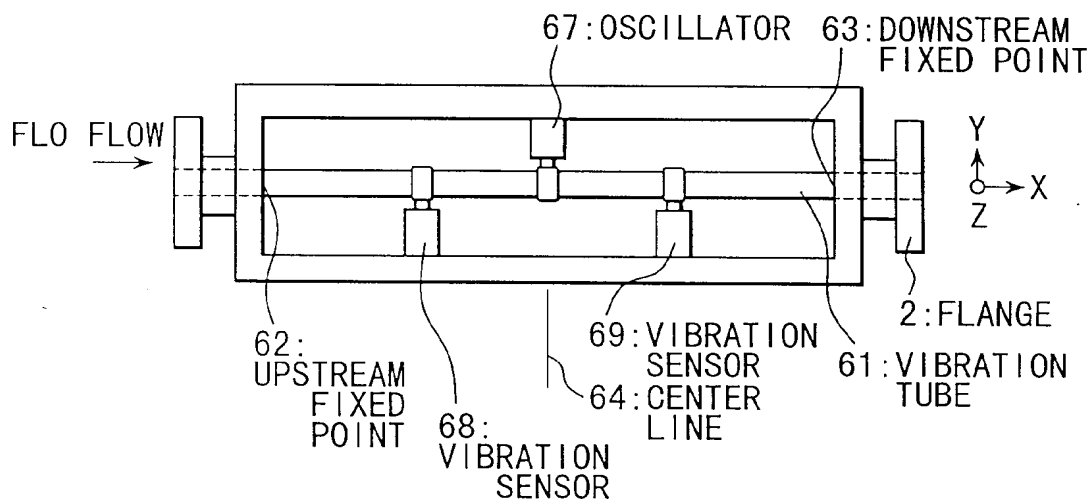 67:OSCILLATOR
63:DOWNSTREAM
FIXED POINT
FLO FLOW
Y
X
Z
2:FLANGE
62:
UPSTREAM
FIXED
POINT
68:
VIBRATION
SENSOR
69:VIBRATION
SENSOR
64:CENTER
LINE
61:VIBRATION
TUBE